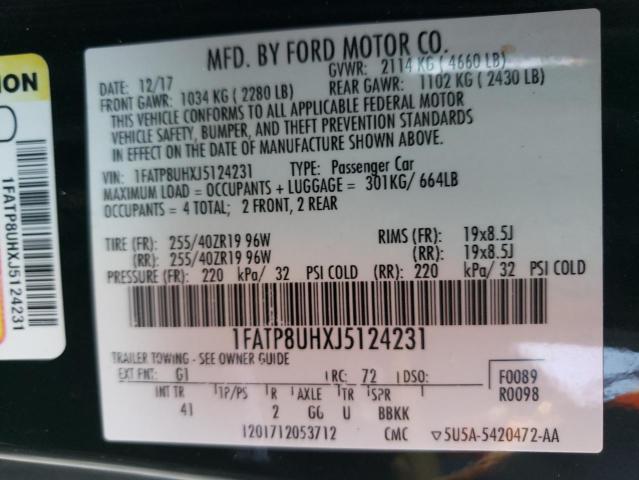 ION
1FATP8UHXJ5124231
MFD. BY FORD MOTOR CO.
DATE: 12/17 GVWR: 2114 KG ( 4660 LB)
FRONT GAWR: 1034 KG ( 2280 LB) REAR GAWR: 1102 KG ( 2430 LB)
THIS VEHICLE CONFORMS TO ALL APPLICABLE FEDERAL MOTOR
VEHICLE SAFETY, BUMPER, AND THEFT PREVENTION STANDARDS
IN EFFECT ON THE DATE OF MANUFACTURE SHOWN ABOVE.
VIN: 1FATP8UHXJ5124231 TYPE: Passenger Car
MAXIMUM LOAD = OCCUPANTS + LUGGAGE = 301KG/ 664LB
OCCUPANTS = 4 TOTAL; 2 FRONT, 2 REAR
TIRE (FR): 255/40ZR19 96W RIMS (FR): 19x8.5J
(RR): 255/40ZR19 96W (RR): 19x8.5J
PRESSURE (FR): 220 kPa/ 32 PSI COLD (RR): 220 kPa/ 32 PSI COLD
1FATP8UHXJ5124231
TRAILER TOWING - SEE OWNER GUIDE
EXT PNT: G1 RC: 72 DSO: F0089
INT TR TP/PS R AXLE TR SPR R0098
41 2 GG U BBKK
I201712053712 CMC ▽5U5A-5420472-AA